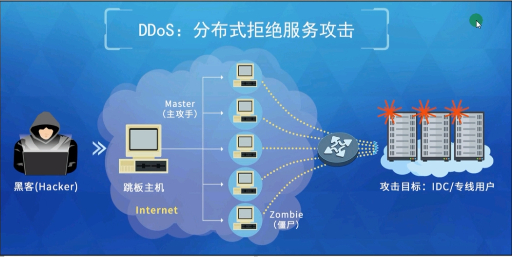 DDoS：分布式拒绝服务攻击
Master
（主攻手）
黑客(Hacker)
跳板主机
Internet
Zombie
（僵尸）
攻击目标：IDC/专线用户